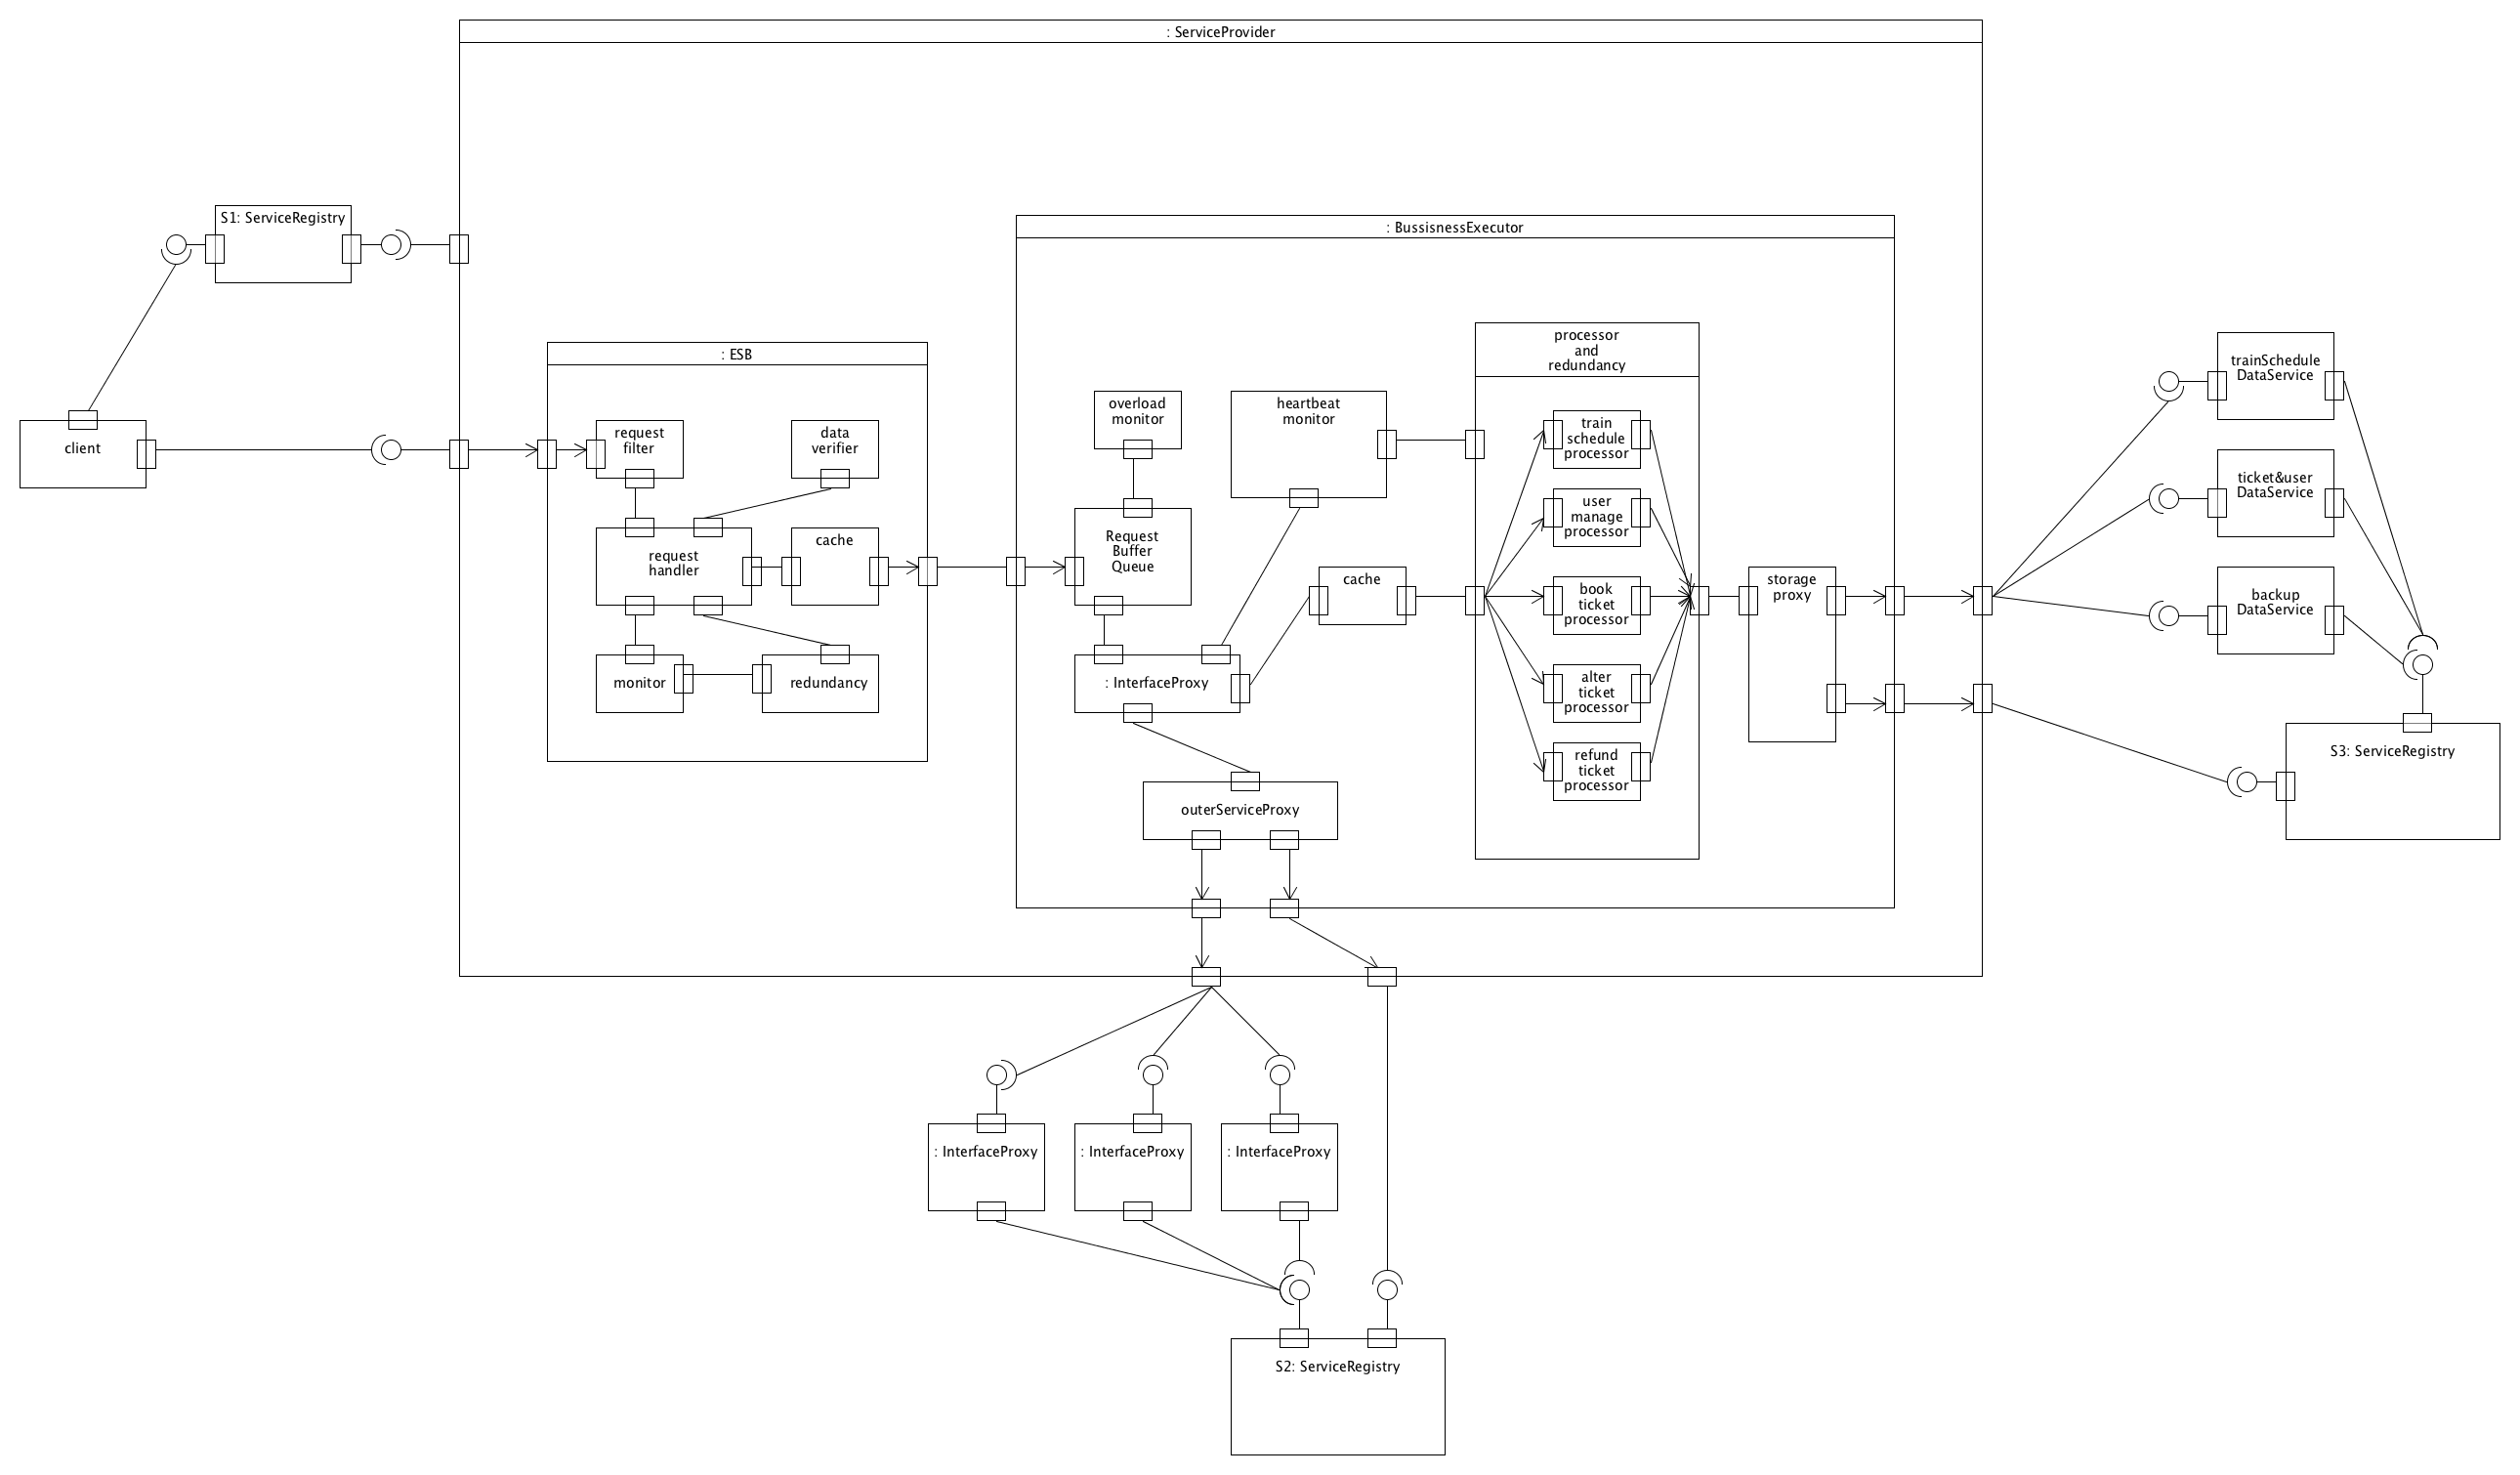 : ServiceProvider
S1: ServiceRegistry
: BussisnessExecutor
: ESB
processor
and
redundancy
client
request
filter
data
verifier
request
handler
cache
monitor
redundancy
overload
monitor
heartbeat
monitor
Request
Buffer
Queue
cache
: InterfaceProxy
outerServiceProxy
train
schedule
processor
user
manage
processor
book
ticket
processor
alter
ticket
processor
refund
ticket
processor
storage
proxy
trainSchedule
DataService
ticket&user
DataService
backup
DataService
S3: ServiceRegistry
: InterfaceProxy
: InterfaceProxy
: InterfaceProxy
S2: ServiceRegistry